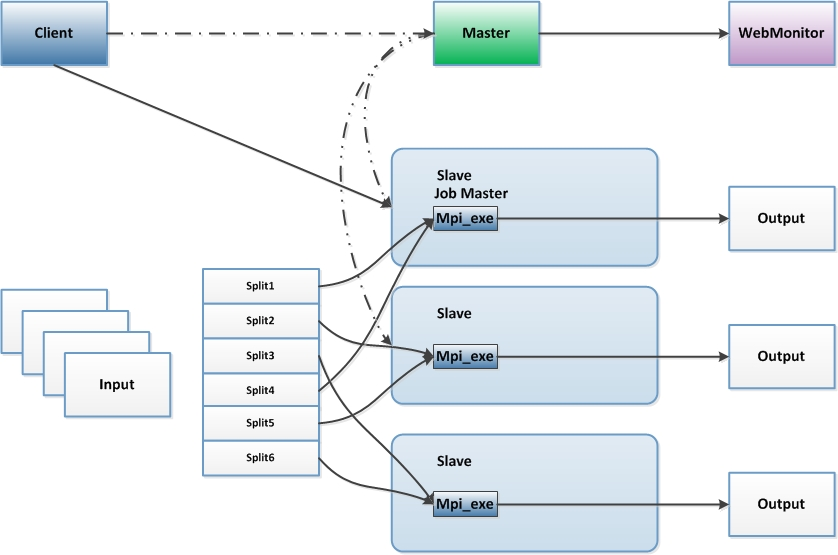 Client
Master
WebMonitor
Slave
Job Master
Mpi_exe
Output
Split1
Split2
Split3
Split4
Split5
Split6
Input
Slave
Mpi_exe
Output
Slave
Mpi_exe
Output